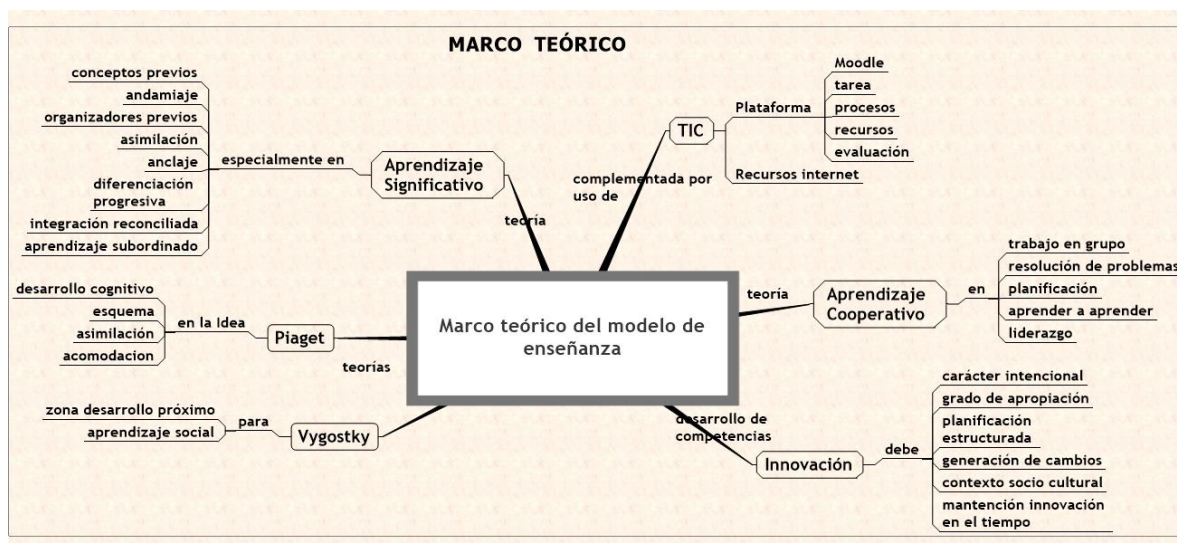 MARCO TEÓRICO
conceptos previos
andamiaje
organizadores previos
asimilación
anclaje
diferenciación
progresiva
integración reconciliada
aprendizaje subordinado
especialmente en
Aprendizaje
Significativo
teoría
desarrollo cognitivo
esquema
asimilación
acomodacion
en la Idea
Piaget
teorías
zona desarrollo próximo
aprendizaje social
para
Vygostky
Marco teórico del modelo de
enseñanza
complementada por
uso de
TIC
Plataforma
Moodle
tarea
procesos
recursos
evaluación
Recursos internet
teoría
Aprendizaje
Cooperativo
en
trabajo en grupo
resolución de problemas
planificación
aprender a aprender
liderazgo
desarrollo de
competencias
Innovación
debe
carácter intencional
grado de apropiación
planificación
estructurada
generación de cambios
contexto socio cultural
mantención innovación
en el tiempo